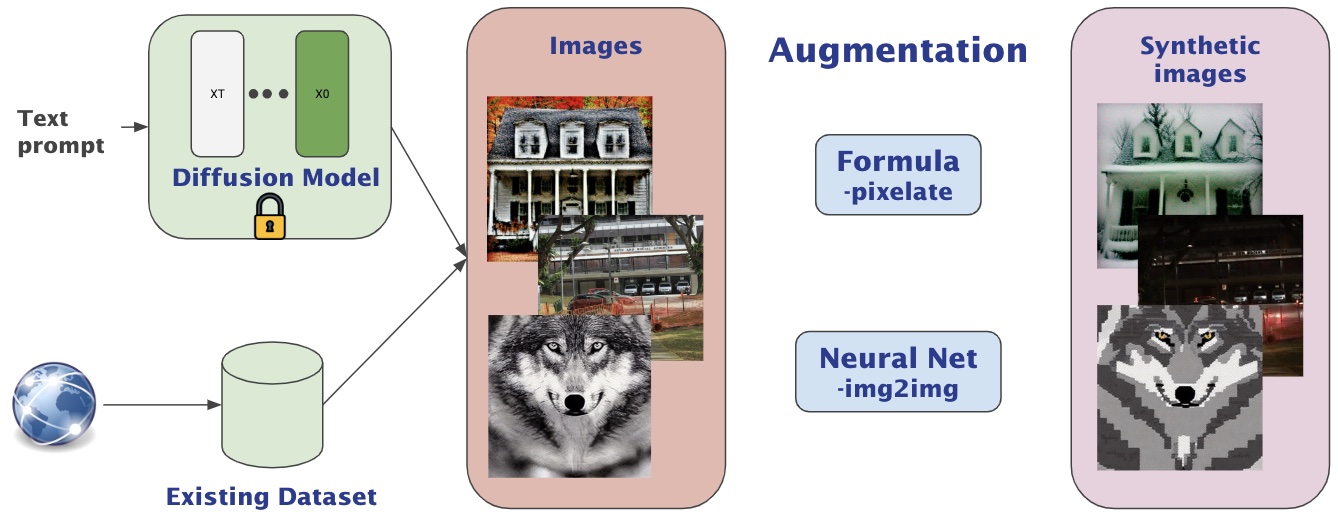 Text
prompt
XT
X0
Diffusion Model
Existing Dataset
Images
Augmentation
Formula
-pixelate
Neural Net
-img2img
Synthetic
images